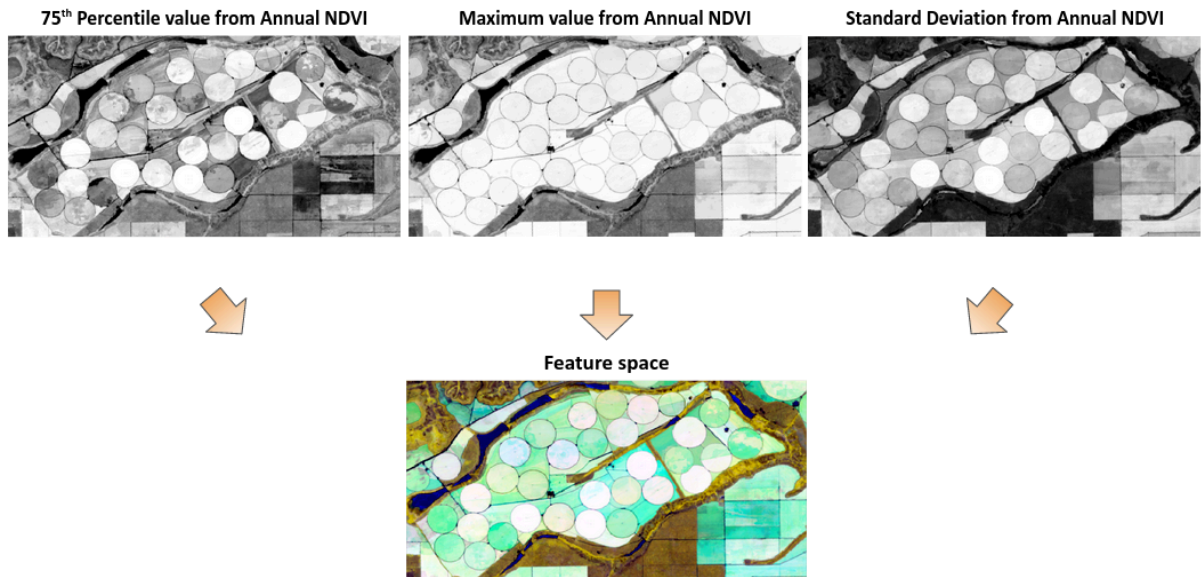 75th Percentile value from Annual NDVI
Maximum value from Annual NDVI
Standard Deviation from Annual NDVI
Feature space